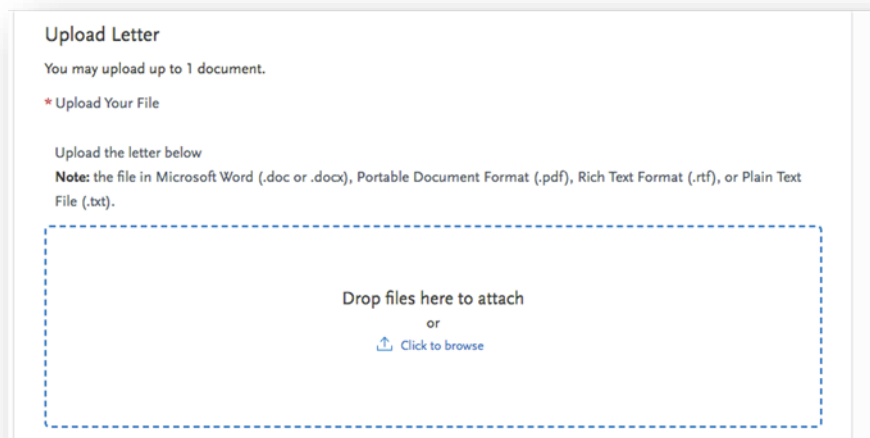 Upload Letter
You may upload up to 1 document.
* Upload Your File
Upload the letter below
Note: the file in Microsoft Word (.doc or .docx), Portable Document Format (.pdf), Rich Text Format (.rtf), or Plain Text
File (.txt).
Drop files here to attach
or
Click to browse